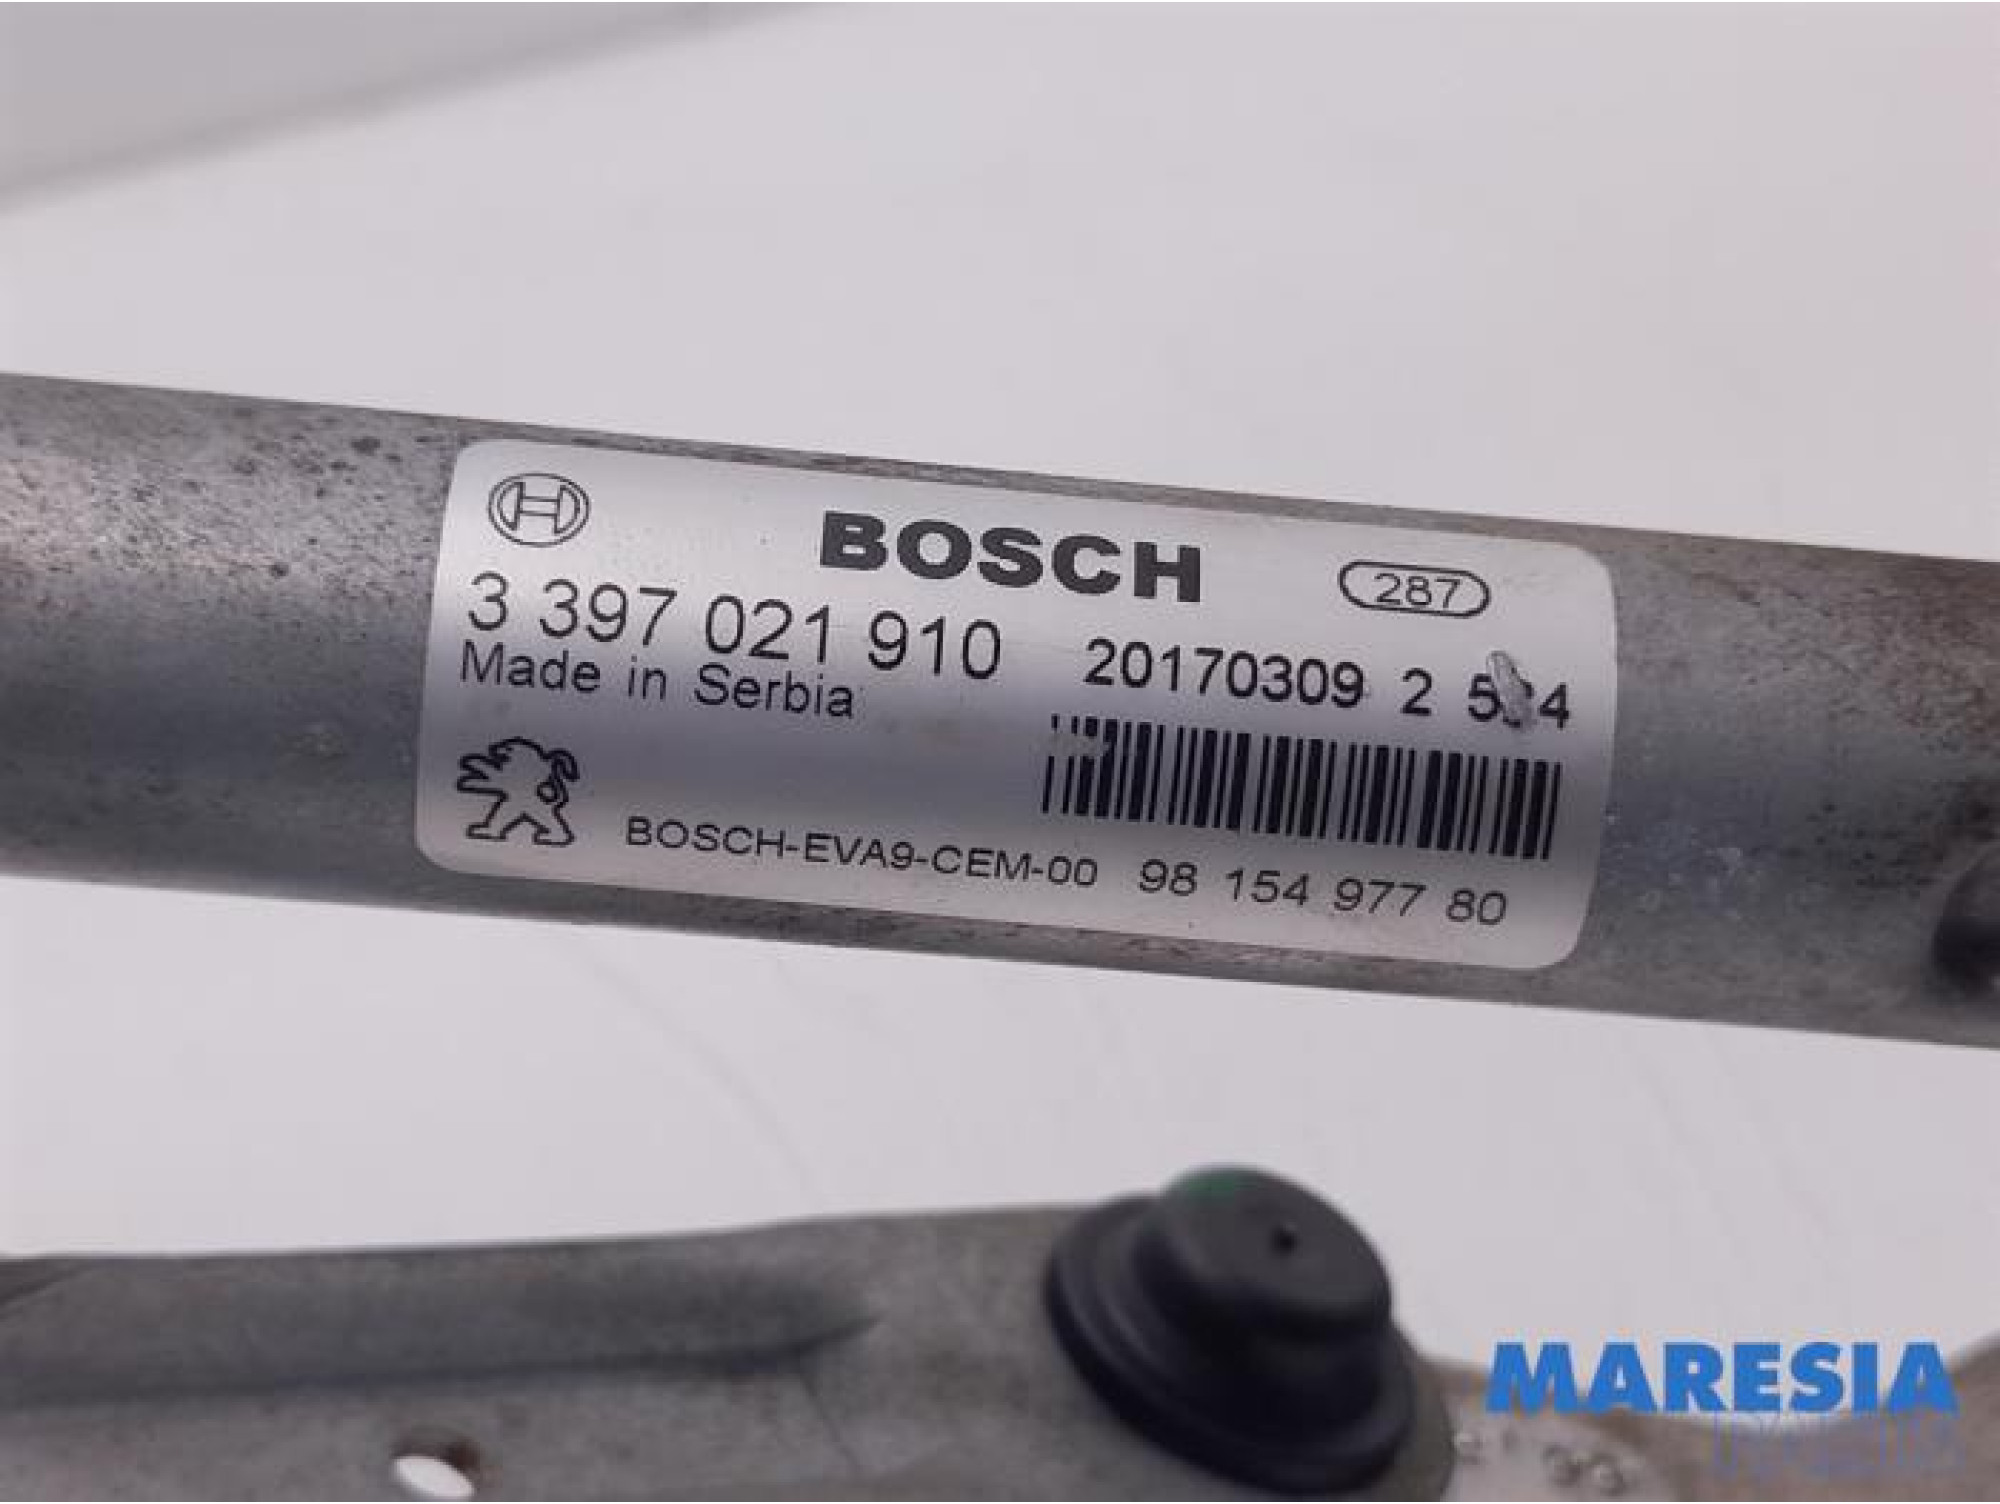 BOSCH
287
3 397 021 910
20170309 2
Made in Serbia
BOSCH-EVA9-CEM-00 98 154 977 80
MARESIA